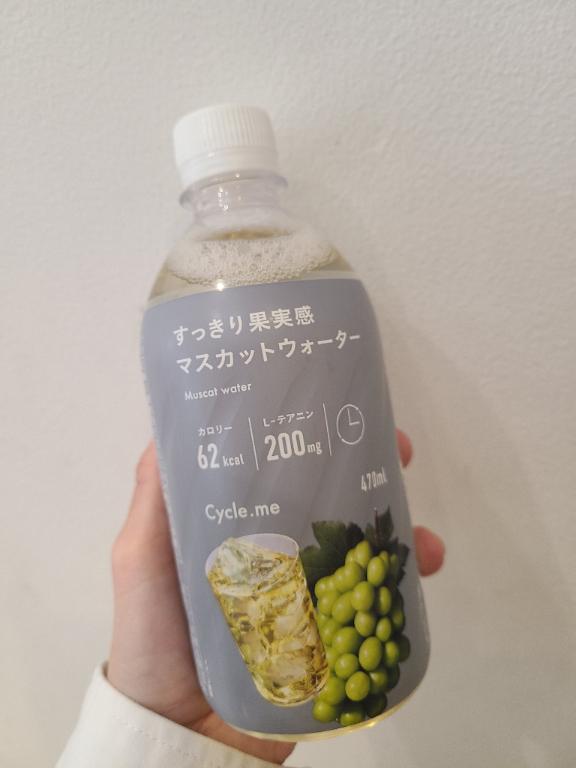 すっきり果実感
マスカットウォーター
Muscat water
カロリー
62kcal
L-テアニン
200mg
470ml
Cycle.me